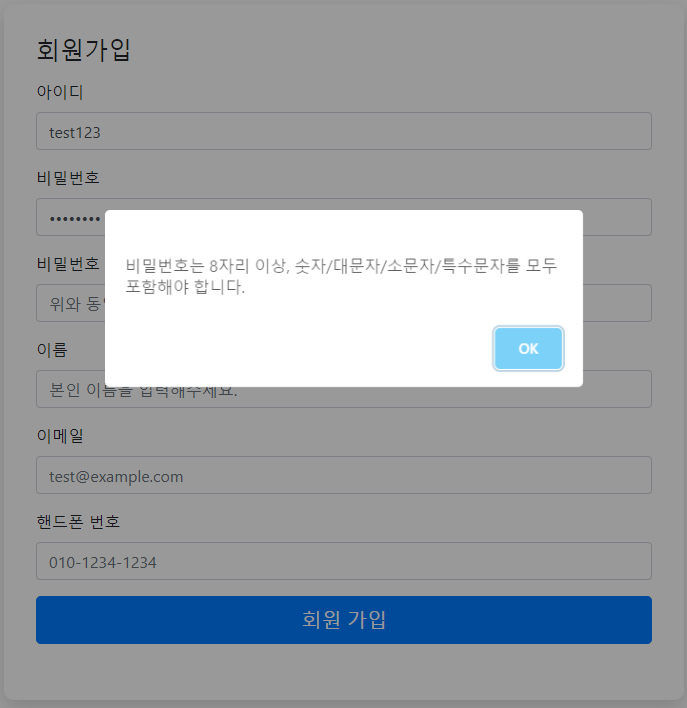 회원가입
아이디
test123
비밀번호
••••••••
비밀번호는 8자리 이상, 숫자/대문자/소문자/특수문자를 모두
포함해야 합니다.
OK
비밀번호
위와
이름
본인 이름을 입력해주세요.
이메일
test@example.com
핸드폰 번호
010-1234-1234
회원 가입